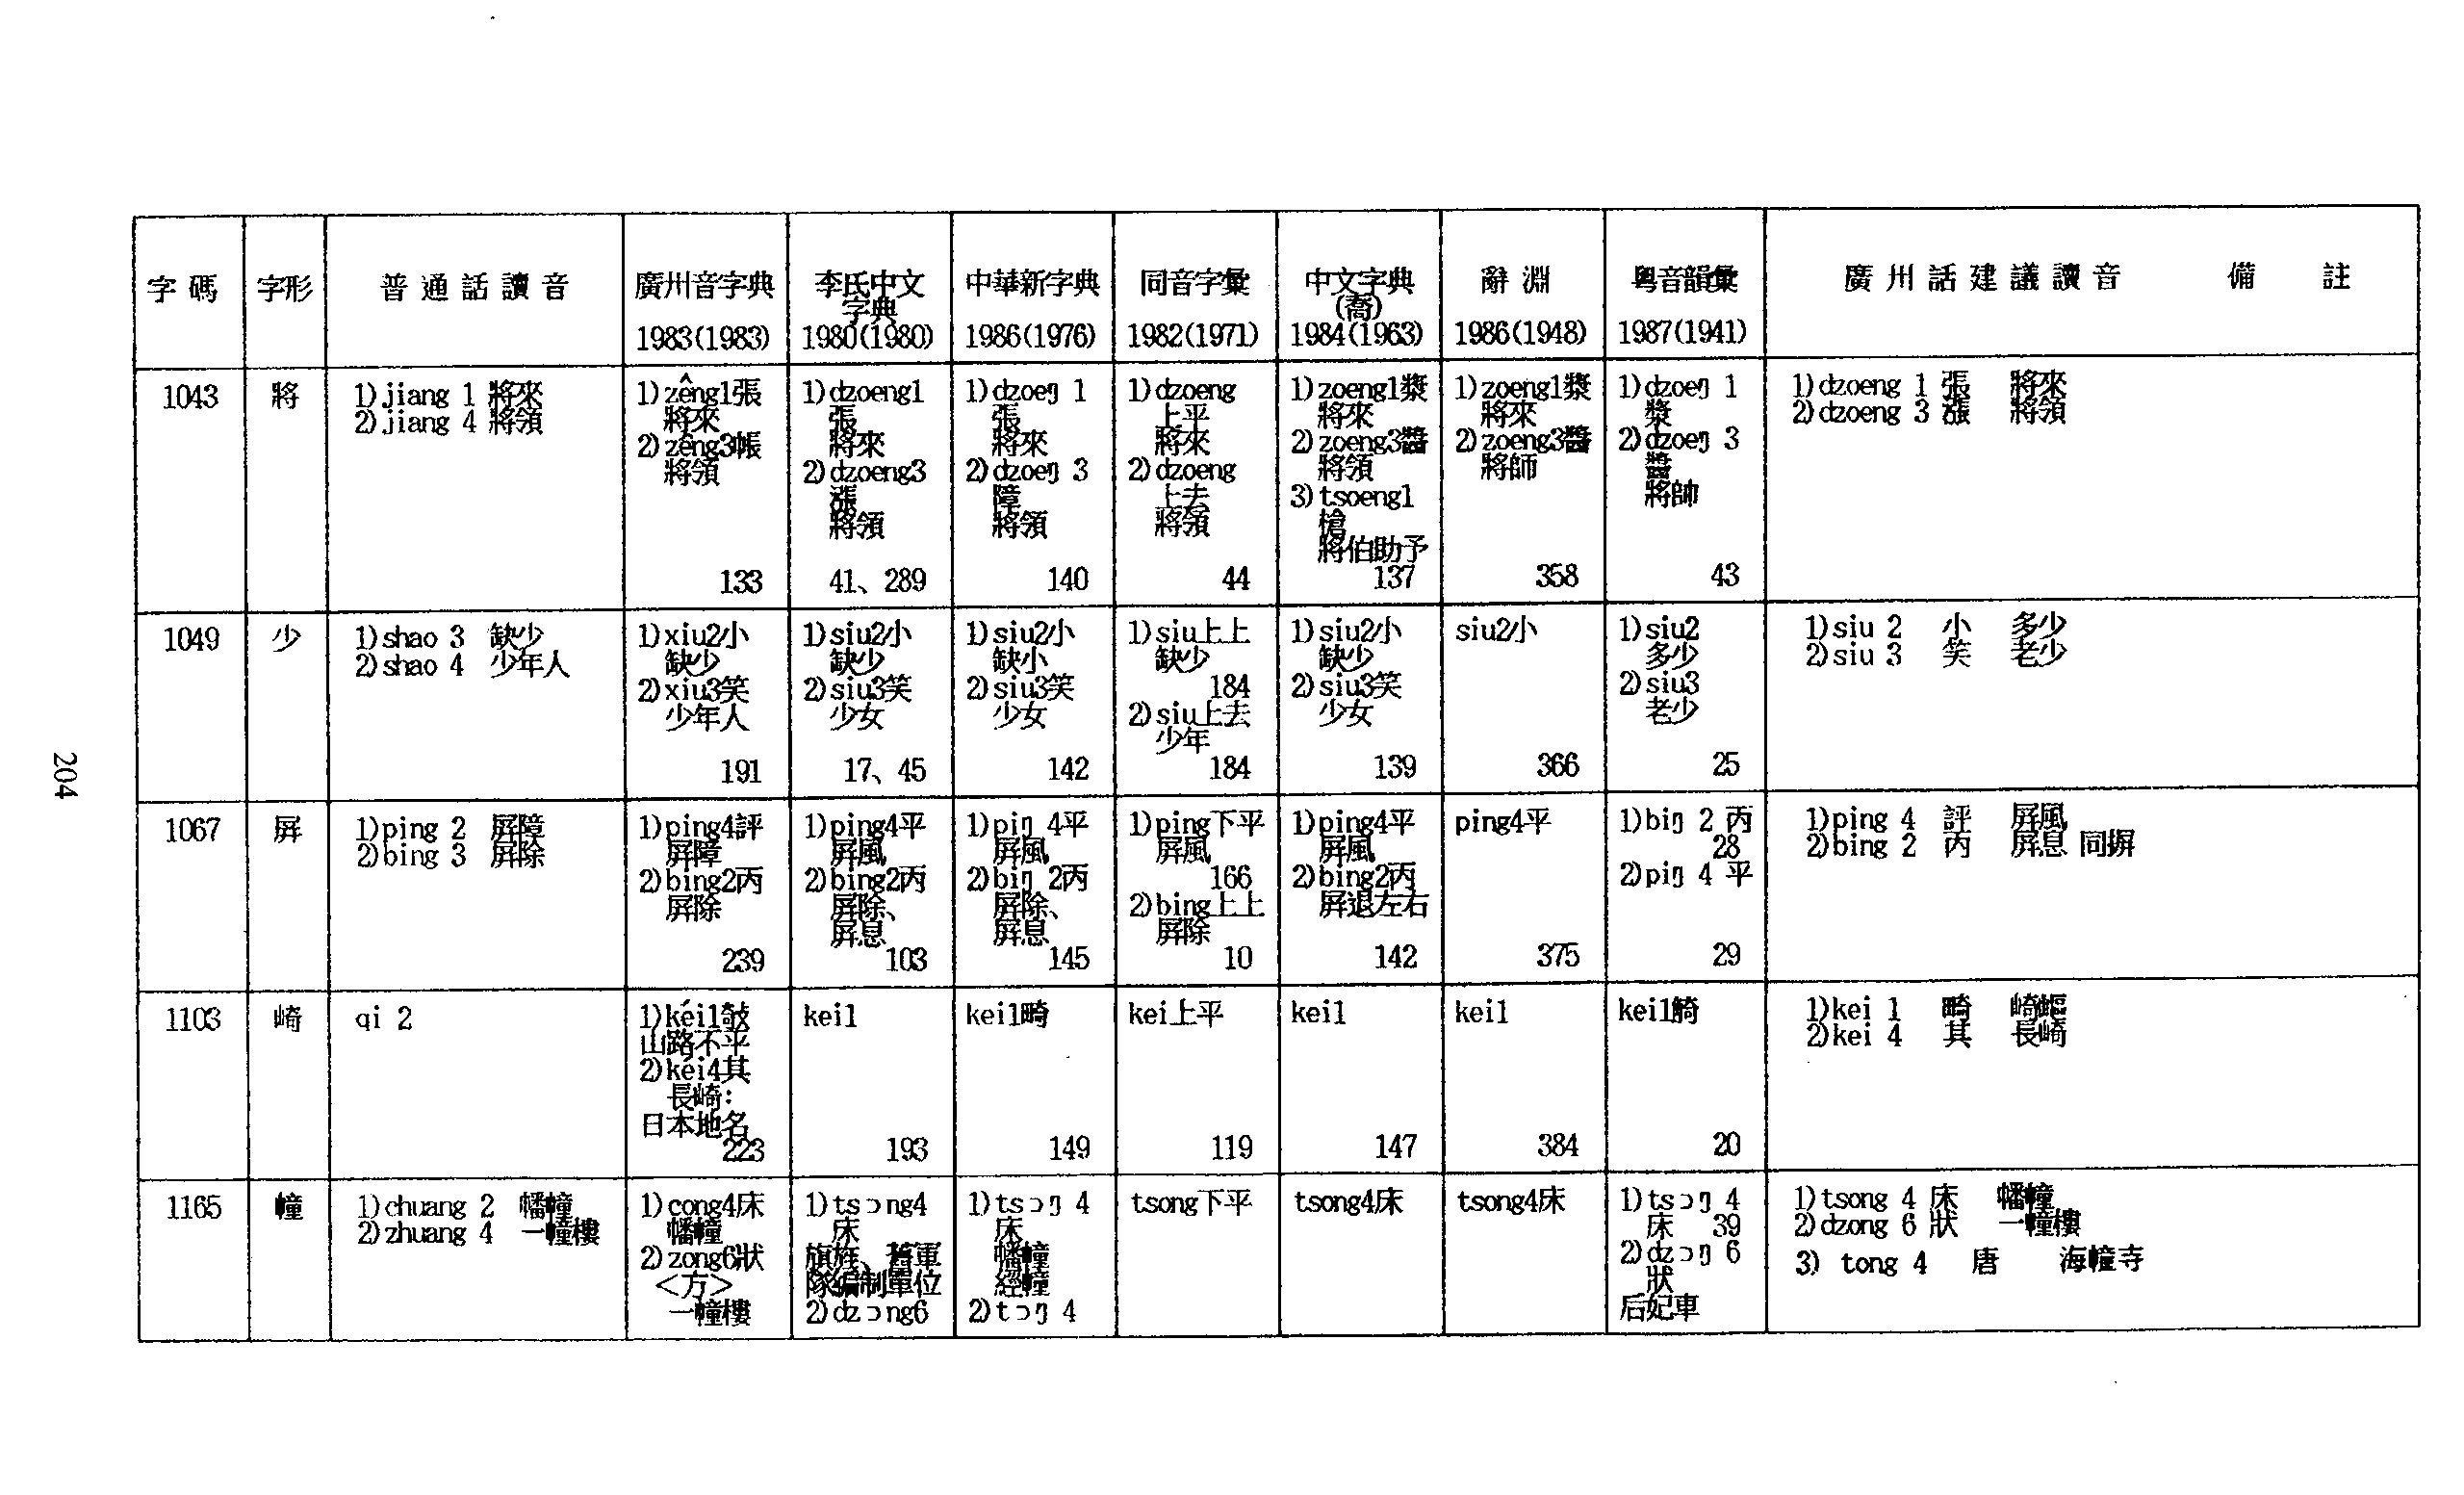 字碼 字形 普通話讀音 廣州音字典 1983(1983) 李氏中文字典 1980(1980) 中華新字典 1986(1976) 同音字彙 1982(1971) 中文字典(喬) 1984(1963) 辭淵 1986(1948) 粵音韻彙 1987(1941) 廣州話建議讀音 備註
1043
將
1)jiang 1 將來
2)jiang 4 將領
1)zêng1張
將來
2)zêng3帳
將領
133
1)dzoeng1
張
將來
2)dzoeng3
漲
將領
41、289
1)dzoeŋ 1
張
將來
2)dzoeŋ 3
障
將領
140
1)dzoeng
上平
將來
2)dzoeng
上去
將領
44
1)zoeng1漿
將來
2)zoeng3醬
將領
3)tsoeng1
槍
將伯助予
137
1)zoeng1漿
將來
2)zoeng3醬
將師
358
1)dzoeŋ 1
漿
2)dzoeŋ 3
醬
將帥
43
1)dzoeng 1 張 將來
2)dzoeng 3 漲 將領
1049
少
1)shao 3 缺少
2)shao 4 少年人
1)xiu2小
缺少
2)xiu3笑
少年人
191
1)siu2小
缺少
2)siu3笑
少女
17、45
1)siu2小
缺小
2)siu3笑
少女
142
1)siu上上
缺少
184
2)siu上去
少年
184
1)siu2小
缺少
2)siu3笑
少女
139
siu2小
366
1)siu2
多少
2)siu3
老少
25
1)siu 2 小 多少
2)siu 3 笑 老少
1067
屏
1)ping 2 屏障
2)bing 3 屏除
1)ping4評
屏障
2)bing2丙
屏除
239
1)ping4平
屏風
2)bing2丙
屏除、
屏息
103
1)piŋ 4平
屏風
2)biŋ 2丙
屏除、
屏息
145
1)ping下平
屏風
166
2)bing上上
屏除
10
1)ping4平
屏風
2)bing2丙
屏退左右
142
ping4平
375
1)biŋ 2 丙
28
2)piŋ 4 平
29
1)ping 4 評 屏風
2)bing 2 丙 屏息 同摒
1103
崎
qi 2
1)kéi1攲
山路不平
2)kéi4其
長崎:
日本地名
223
kei1
193
kei1畸
149
kei上平
119
kei1
147
kei1
384
kei1觭
20
1)kei 1 畸 崎嶇
2)kei 4 其 長崎
1165
幢
1)chuang 2 幡幢
2)zhuang 4 一幢樓
1)cong4床
幡幢
2)zong6狀
<方>
一幢樓
1)tsɔng4
床
旗旌、舊軍
隊編制單位
2)dzɔng6
1)tsɔŋ 4
床
幡幢
經幢
2)tɔŋ 4
tsong下平
tsong4床
tsong4床
1)tsɔŋ 4
床 39
2)dzɔŋ 6
狀
后妃車
1)tsong 4 床 幡幢
2)dzong 6 狀 一幢樓
3) tong 4 唐 海幢寺
204